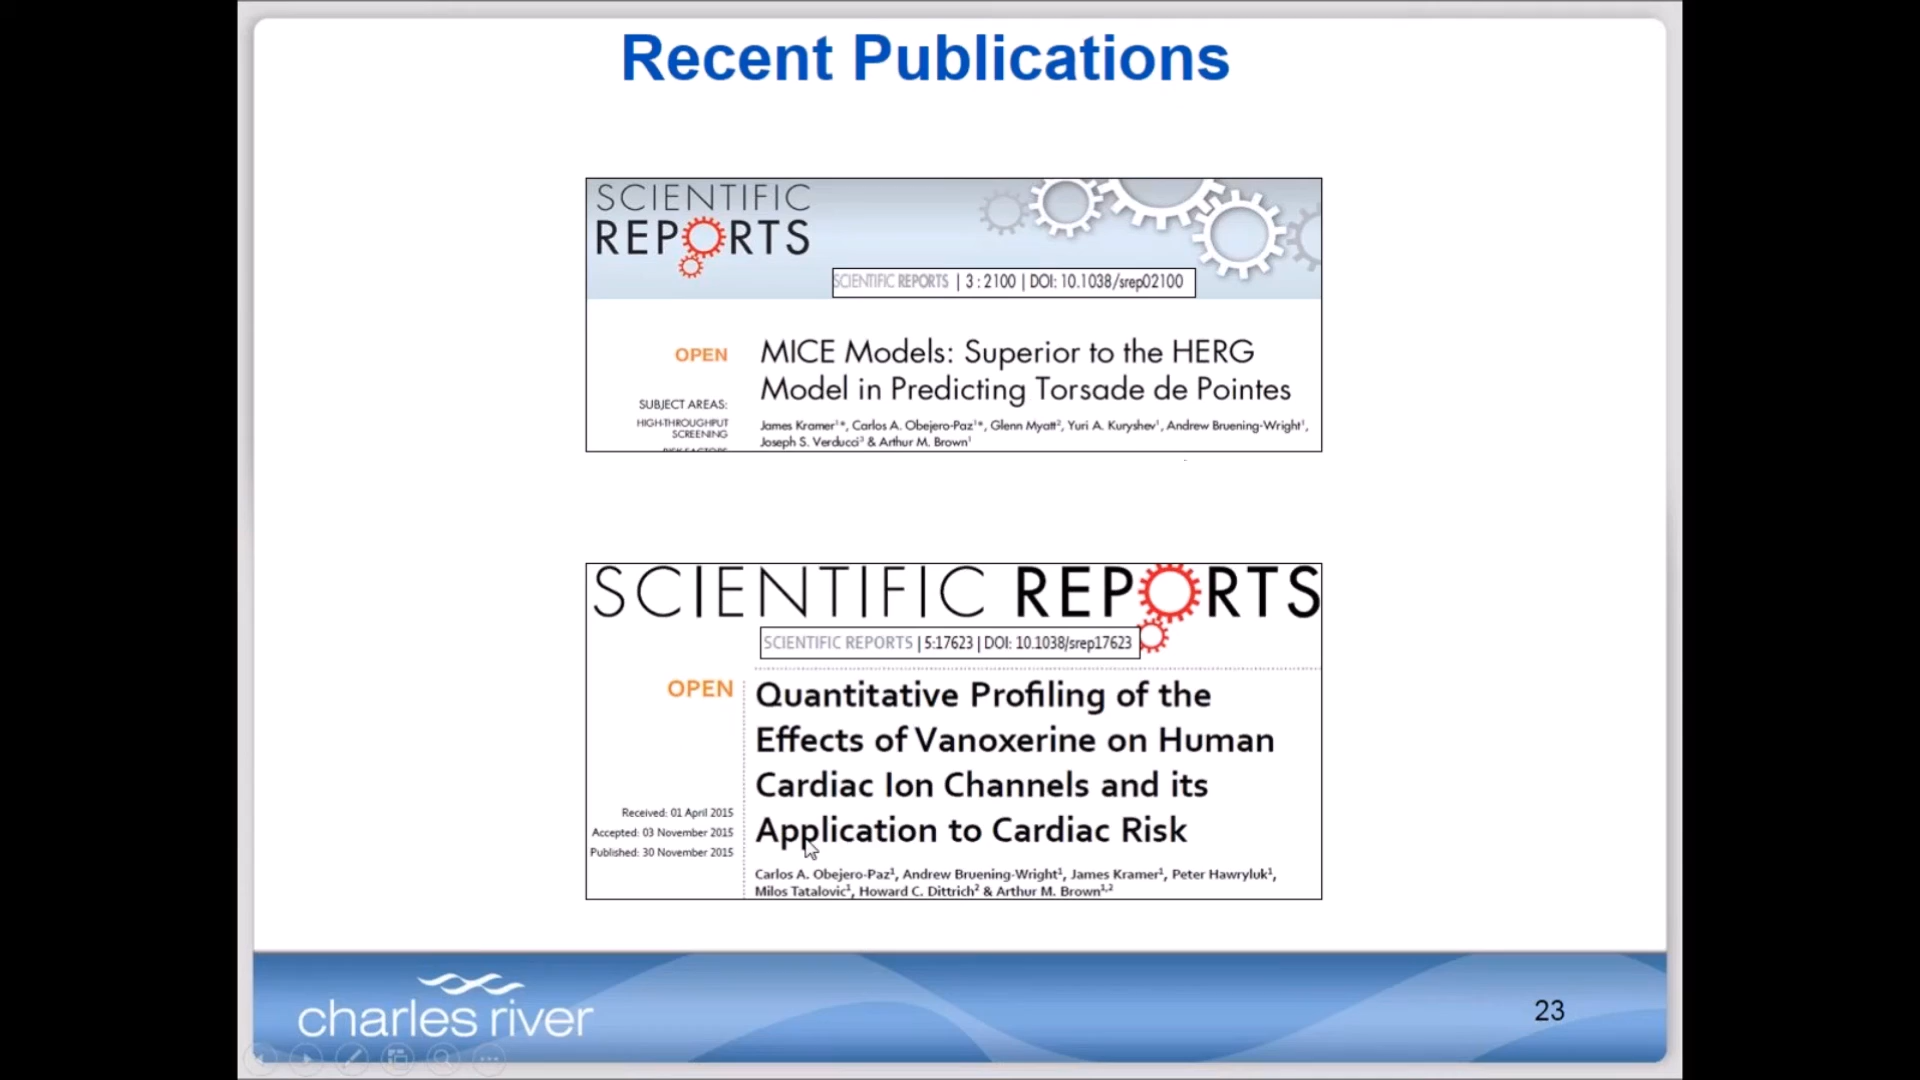 Recent Publications
SCIENTIFIC
REPORTS
SCIENTIFIC REPORTS | 3 : 2100 | DOI: 10.1038/srep02100
OPEN
MICE Models: Superior to the HERG
Model in Predicting Torsade de Pointes
SUBJECT AREAS:
HIGH-THROUGHPUT
SCREENING
RISK FACTORS
James Kramer¹*, Carlos A. Obejero-Paz¹*, Glenn Myatt², Yuri A. Kuryshev¹, Andrew Bruening-Wright¹,
Joseph S. Verducci³ & Arthur M. Brown¹
SCIENTIFIC REPORTS
SCIENTIFIC REPORTS | 5:17623 | DOI: 10.1038/srep17623
OPEN
Quantitative Profiling of the
Effects of Vanoxerine on Human
Cardiac Ion Channels and its
Application to Cardiac Risk
Received: 01 April 2015
Accepted: 03 November 2015
Published: 30 November 2015
Carlos A. Obejero-Paz¹, Andrew Bruening-Wright¹, James Kramer¹, Peter Hawryluk¹,
Milos Tatalovic¹, Howard C. Dittrich² & Arthur M. Brown¹,²
charles river
23